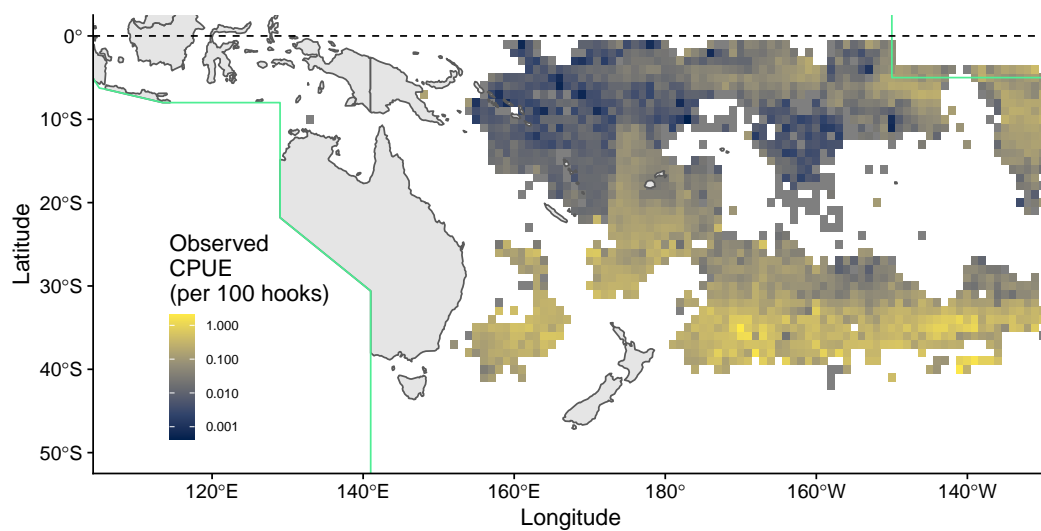 0°
10°S
20°S
30°S
40°S
50°S
Latitude
Observed
CPUE
(per 100 hooks)
1.000
0.100
0.010
0.001
120°E
140°E
160°E
180°
160°W
140°W
Longitude